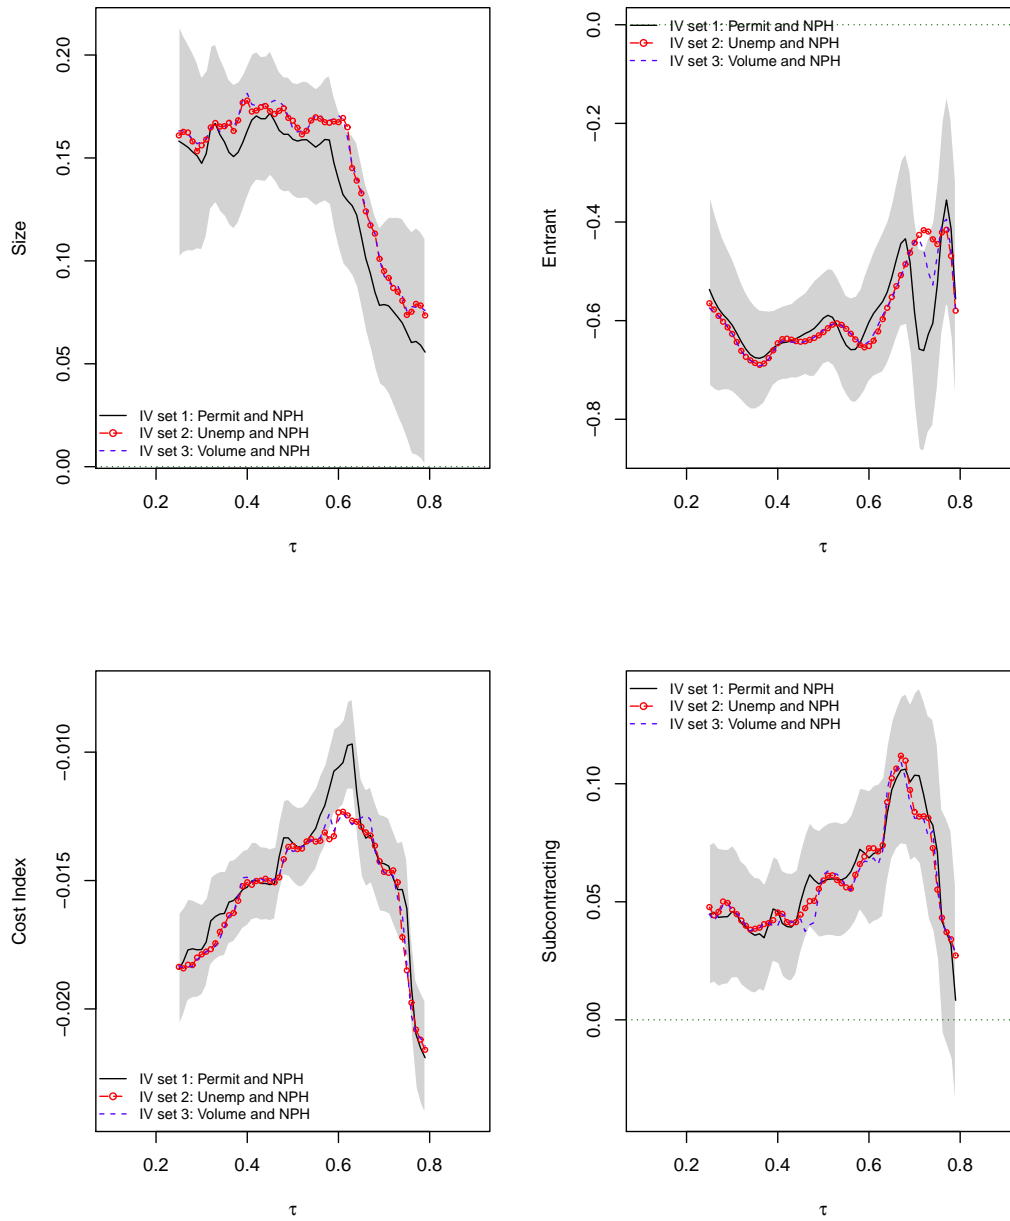 0.00 0.05 0.10 0.15 0.20
Size
IV set 1: Permit and NPH
IV set 2: Unemp and NPH
IV set 3: Volume and NPH
0.2 0.4 0.6 0.8
τ
−0.8 −0.6 −0.4 −0.2 0.0
Entrant
IV set 1: Permit and NPH
IV set 2: Unemp and NPH
IV set 3: Volume and NPH
0.2 0.4 0.6 0.8
τ
−0.020 −0.015 −0.010
Cost Index
IV set 1: Permit and NPH
IV set 2: Unemp and NPH
IV set 3: Volume and NPH
0.2 0.4 0.6 0.8
τ
0.00 0.05 0.10
Subcontracting
IV set 1: Permit and NPH
IV set 2: Unemp and NPH
IV set 3: Volume and NPH
0.2 0.4 0.6 0.8
τ